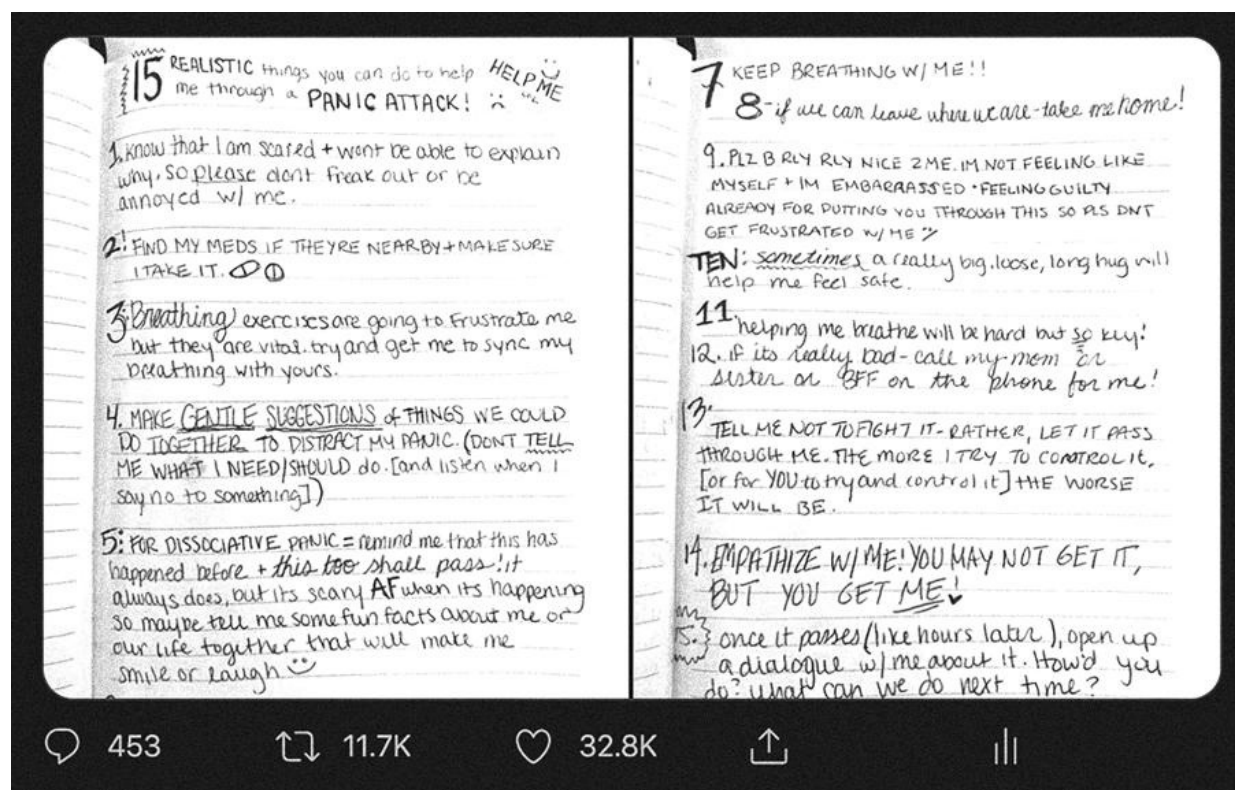 15 REALISTIC things you can do to help HELP
me through a PANIC ATTACK! ME
1. Know that I am scared + wont be able to explain
why. So please dont freak out or be
annoyed w/ me.
2. FIND MY MEDS IF THEYRE NEARBY + MAKE SURE
I TAKE IT.
3. Breathing exercises are going to frustrate me
but they are vital. try and get me to sync my
breathing with yours.
4. MAKE GENTLE SUGGESTIONS of THINGS WE COULD
DO TOGETHER TO DISTRACT MY PANIC. (DONT TELL
ME WHAT I NEED/SHOULD do. [and listen when I
say no to something])
5: FOR DISSOCIATIVE PANIC = remind me that this has
happened before + this too shall pass! it
always does, but its scary AF when its happening
so maybe tell me some fun facts about me or
our life together that will make me
smile or laugh
7 KEEP BREATHING W/ ME!!
8 - if we can leave where we are - take me home!
9. PLZ B RLY RLY NICE 2 ME. IM NOT FEELING LIKE
MYSELF + IM EMBARRASSED + FEELING GUILTY
ALREADY FOR PUTTING YOU THROUGH THIS SO PLS DNT
GET FRUSTRATED W/ ME
TEN: sometimes a really big, loose, long hug will
help me feel safe.
11 helping me breathe will be hard but so key!
12. if its really bad - call my mom or
sister or BFF on the phone for me!
13. TELL ME NOT TO FIGHT IT - RATHER, LET IT PASS
THROUGH ME. THE MORE I TRY TO CONTROL IT,
[or for YOU to try and control it] THE WORSE
IT WILL BE.
14. EMPATHIZE W/ ME! YOU MAY NOT GET IT,
BUT YOU GET ME!
15. once it passes (like hours later), open up
a dialogue w/ me about it. How'd you
do? what can we do next time?
453 11.7K 32.8K